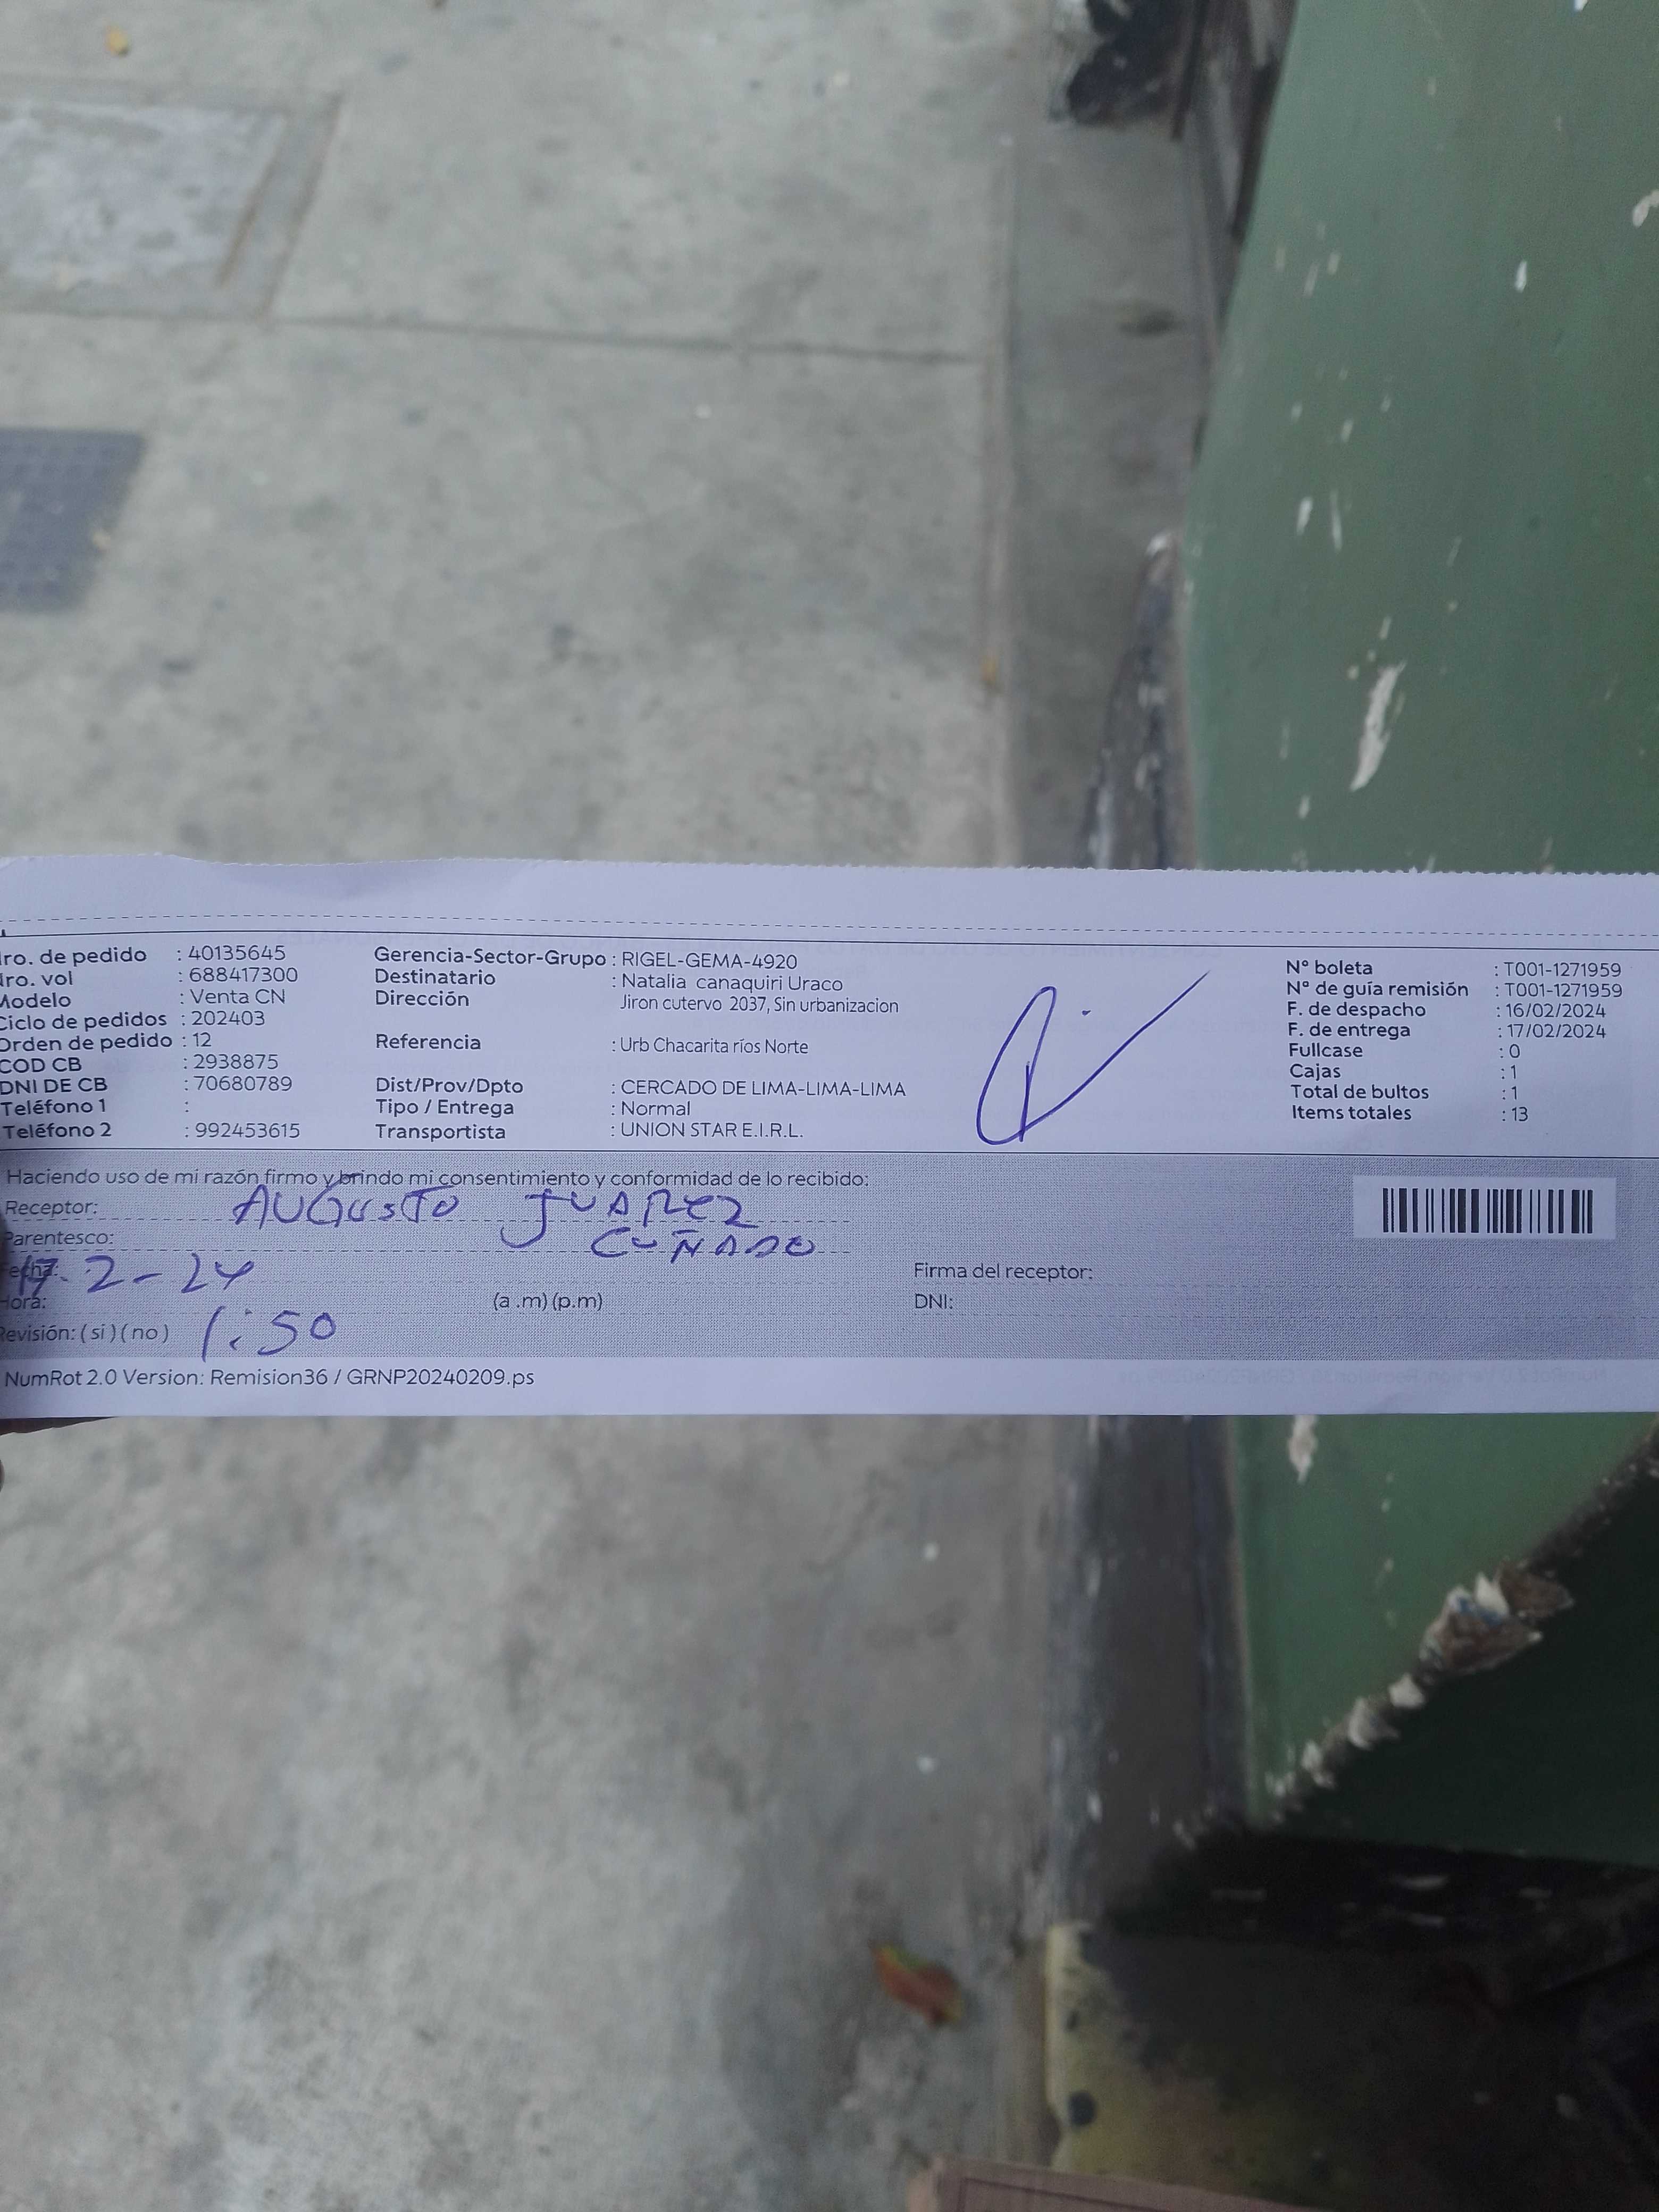 ro. de pedido : 40135645
ro. vol : 688417300
Modelo : Venta CN
Ciclo de pedidos : 202403
Orden de pedido : 12
COD CB : 2938875
DNI DE CB : 70680789
Teléfono 1 :
Teléfono 2 : 992453615
Gerencia-Sector-Grupo : RIGEL-GEMA-4920
Destinatario : Natalia canaquiri Uraco
Dirección Jiron cutervo 2037, Sin urbanizacion
Referencia : Urb Chacarita ríos Norte
Dist/Prov/Dpto : CERCADO DE LIMA-LIMA-LIMA
Tipo / Entrega : Normal
Transportista : UNION STAR E.I.R.L.
N° boleta : T001-1271959
N° de guía remisión : T001-1271959
F. de despacho : 16/02/2024
F. de entrega : 17/02/2024
Fullcase : 0
Cajas : 1
Total de bultos : 1
Items totales : 13
Haciendo uso de mi razón firmo y brindo mi consentimiento y conformidad de lo recibido:
Receptor: AUGUSTO JUAREZ
Parentesco: CUÑADO
Fecha: 17-2-24
Hora: (a .m) (p.m)
Revisión: ( si ) ( no ) 1:50
Firma del receptor:
DNI:
NumRot 2.0 Version: Remision36 / GRNP20240209.ps